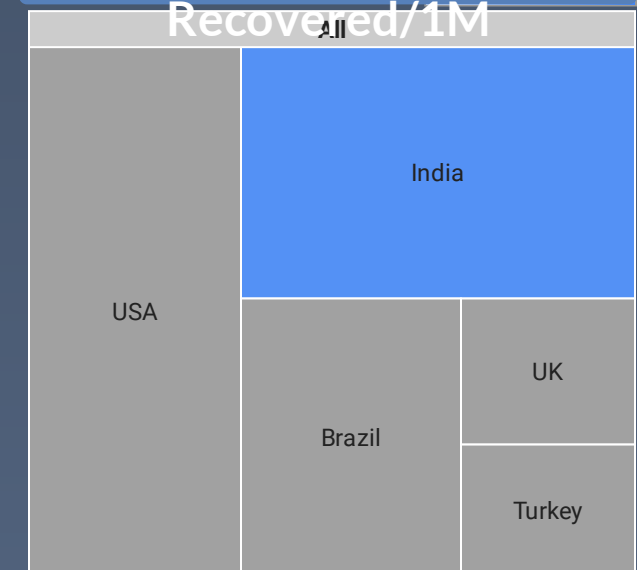 Recovered/1M
All
India
USA
UK
Brazil
Turkey